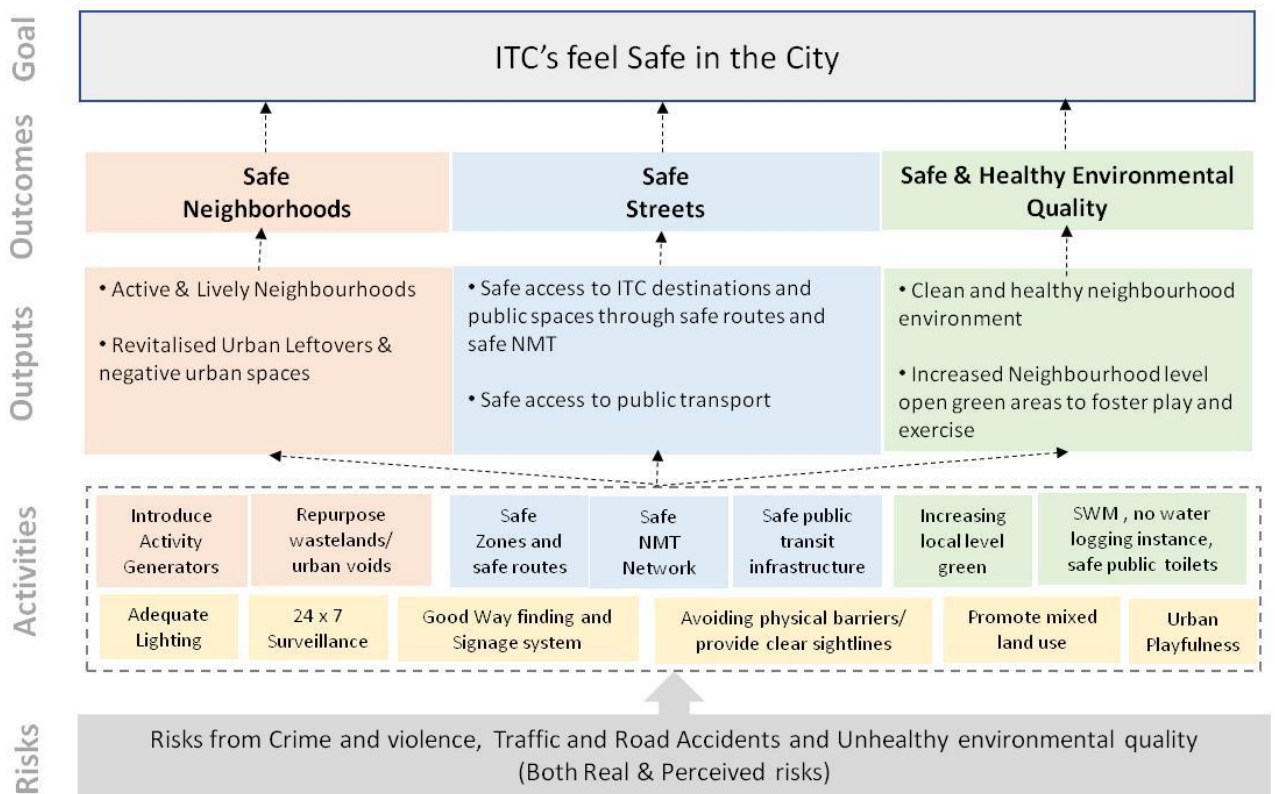 Goal
ITC's feel Safe in the City
Outcomes
Safe
Neighborhoods
Safe
Streets
Safe & Healthy Environmental
Quality
Outputs
• Active & Lively Neighbourhoods
• Revitalised Urban Leftovers &
negative urban spaces
• Safe access to ITC destinations and
public spaces through safe routes and
safe NMT
• Safe access to public transport
• Clean and healthy neighbourhood
environment
• Increased Neighbourhood level
open green areas to foster play and
exercise
Activities
Introduce
Activity
Generators
Repurpose
wastelands/
urban voids
Safe
Zones and
safe routes
Safe
NMT
Network
Safe public
transit
infrastructure
Increasing
local level
green
SWM , no water
logging instance,
safe public toilets
Adequate
Lighting
24 x 7
Surveillance
Good Way finding and
Signage system
Avoiding physical barriers/
provide clear sightlines
Promote mixed
land use
Urban
Playfulness
Risks
Risks from Crime and violence, Traffic and Road Accidents and Unhealthy environmental quality
(Both Real & Perceived risks)